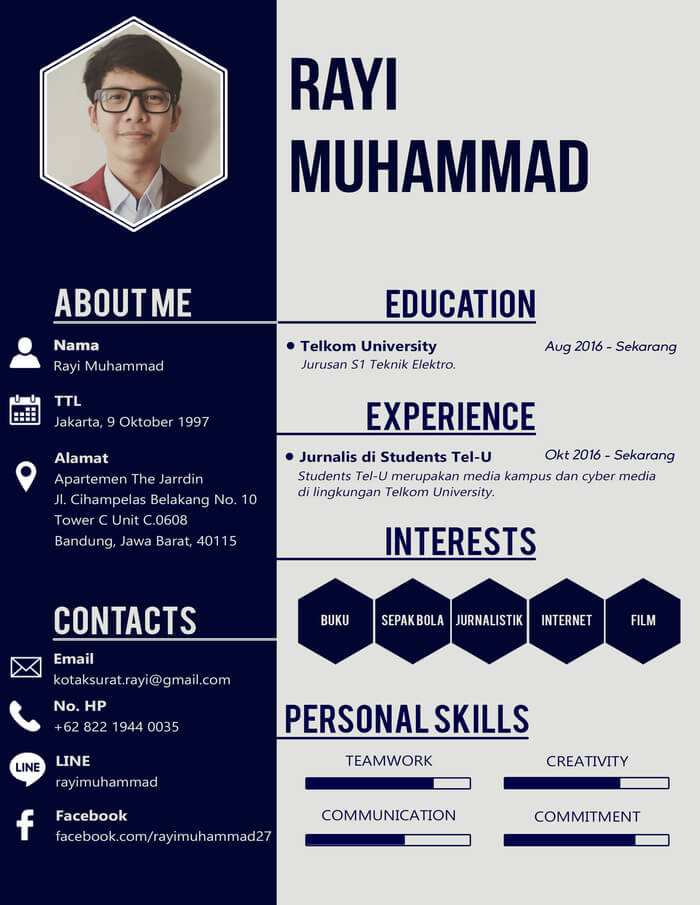 RAYI
MUHAMMAD
ABOUT ME
Nama
Rayi Muhammad
TTL
Jakarta, 9 Oktober 1997
Alamat
Apartemen The Jarrdin
Jl. Cihampelas Belakang No. 10
Tower C Unit C.0608
Bandung, Jawa Barat, 40115
CONTACTS
Email
kotaksurat.rayi@gmail.com
No. HP
+62 822 1944 0035
LINE
LINE
rayimuhammad
Facebook
facebook.com/rayimuhammad27
EDUCATION
• Telkom University Aug 2016 - Sekarang
Jurusan S1 Teknik Elektro.
EXPERIENCE
• Jurnalis di Students Tel-U Okt 2016 - Sekarang
Students Tel-U merupakan media kampus dan cyber media
di lingkungan Telkom University.
INTERESTS
BUKU SEPAK BOLA JURNALISTIK INTERNET FILM
PERSONAL SKILLS
TEAMWORK CREATIVITY
COMMUNICATION COMMITMENT